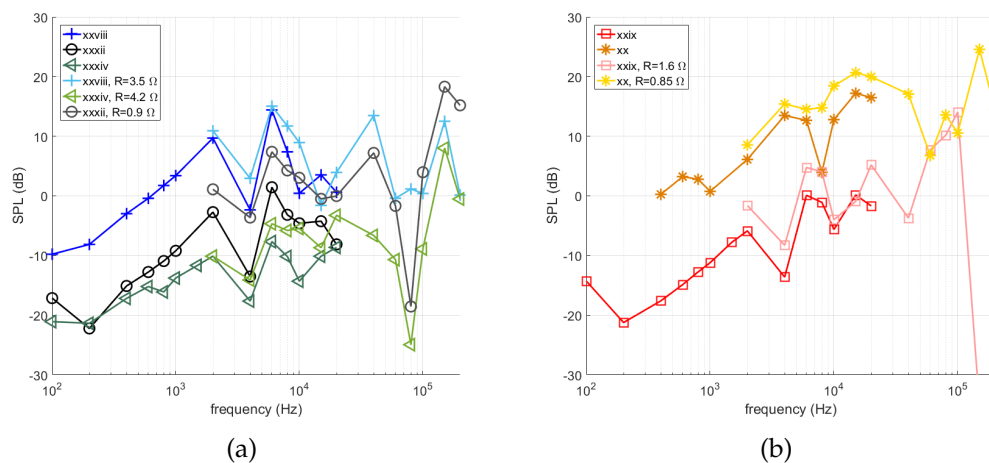 30
20
10
0
-10
-20
-30
SPL (dB)
xxviii
xxxii
xxxiv
xxviii, R=3.5 Ω
xxxiv, R=4.2 Ω
xxxii, R=0.9 Ω
10² 10³ 10⁴ 10⁵
frequency (Hz)
(a)
30
20
10
0
-10
-20
-30
SPL (dB)
xxix
xx
xxix, R=1.6 Ω
xx, R=0.85 Ω
10² 10³ 10⁴ 10⁵
frequency (Hz)
(b)